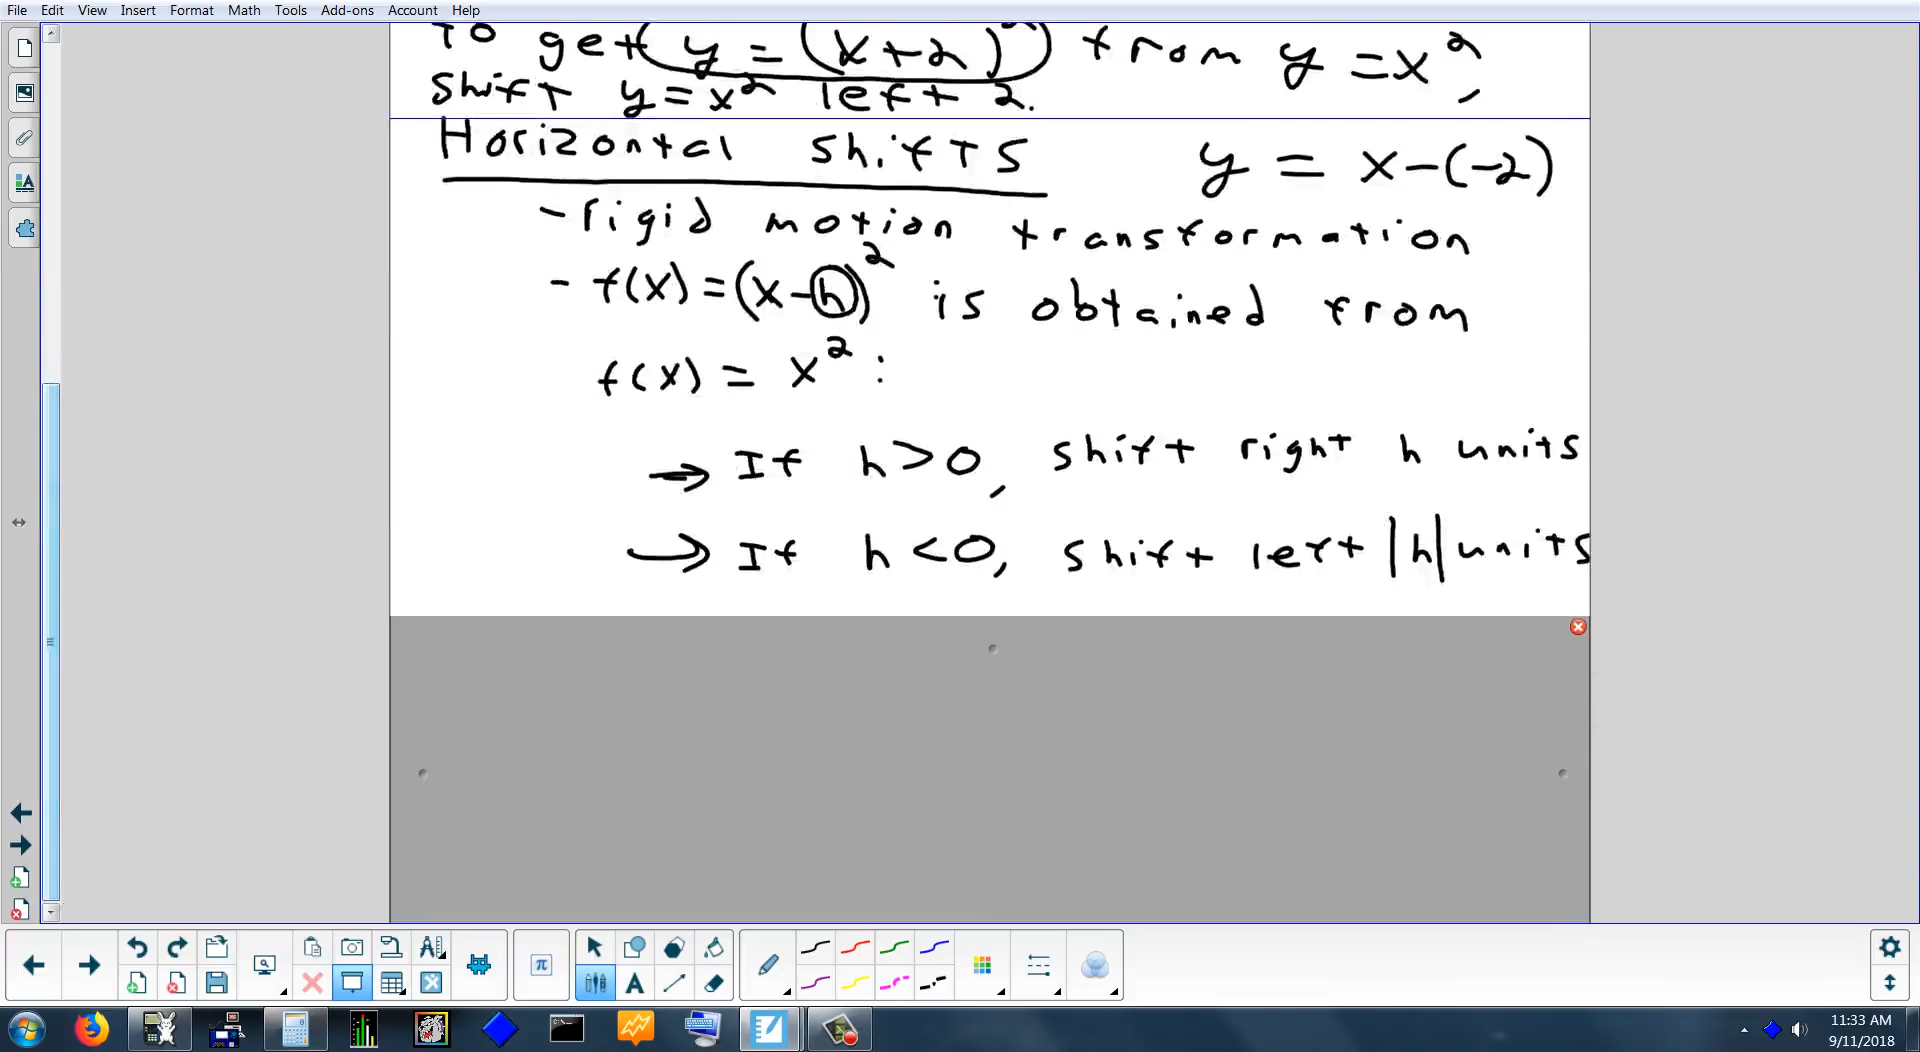 File Edit View Insert Format Math Tools Add-ons Account Help
To get y = (x+2)² from y = x²,
shift y = x² left 2.
Horizontal shifts
y = x-(-2)
- rigid motion transformation
- f(x) = (x-h)² is obtained from
f(x) = x² :
→ If h>0, shift right h units
→ If h<0, shift left |h| units
π A
11:33 AM
9/11/2018